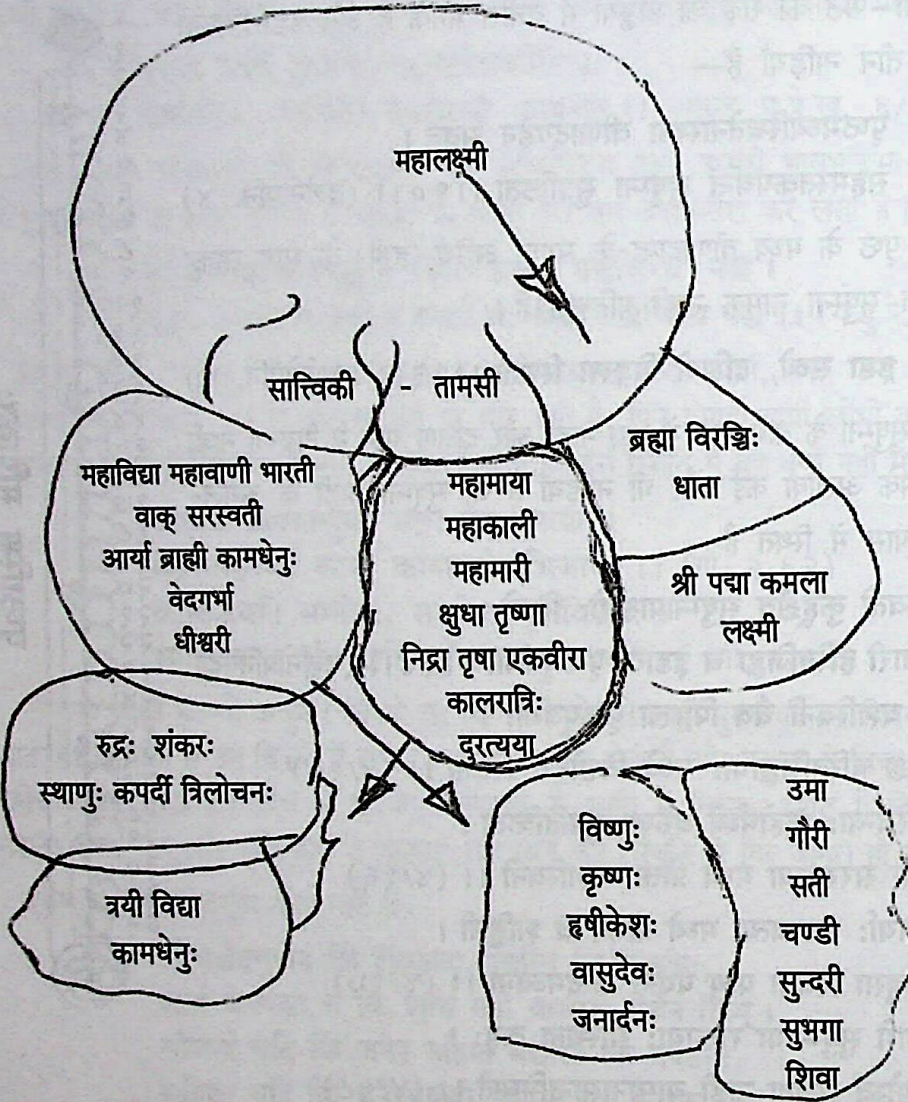 महालक्ष्मी
सात्त्विकी - तामसी
महाविद्या महावाणी भारती
वाक् सरस्वती
आर्या ब्राह्मी कामधेनुः
वेदगर्भा
धीश्वरी
महामाया
महाकाली
महामारी
क्षुधा तृष्णा
निद्रा तृषा एकवीरा
कालरात्रिः
दुरत्यया
ब्रह्मा विरञ्चिः
धाता
श्री पद्मा कमला
लक्ष्मी
रुद्रः शंकरः
स्थाणुः कपर्दी त्रिलोचनः
त्रयी विद्या
कामधेनुः
विष्णुः
कृष्णः
हृषीकेशः
वासुदेवः
जनार्दनः
उमा
गौरी
सती
चण्डी
सुन्दरी
सुभगा
शिवा